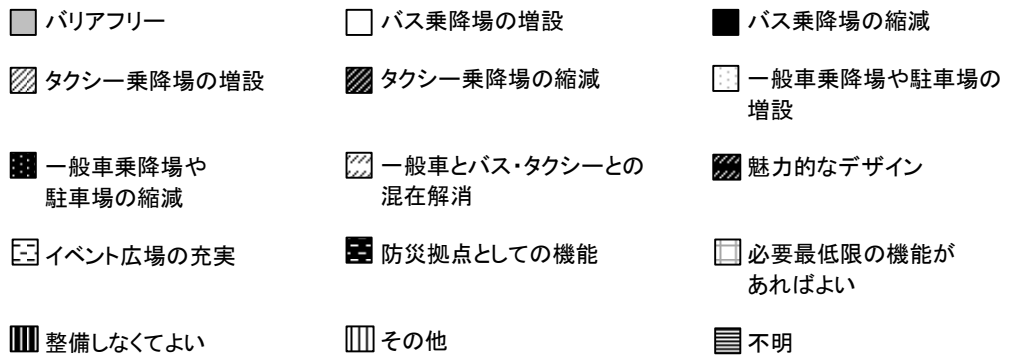 バリアフリー
バス乗降場の増設
バス乗降場の縮減
タクシー乗降場の増設
タクシー乗降場の縮減
一般車乗降場や駐車場の
増設
一般車乗降場や
駐車場の縮減
一般車とバス・タクシーとの
混在解消
魅力的なデザイン
イベント広場の充実
防災拠点としての機能
必要最低限の機能が
あればよい
整備しなくてよい
その他
不明